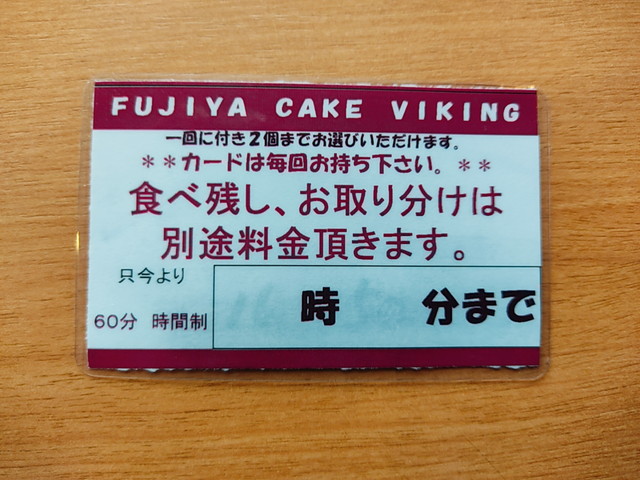 FUJIYA CAKE VIKING
一回に付き2個までお選びいただけます。
**カードは毎回お持ち下さい。**
食べ残し、お取り分けは
別途料金頂きます。
只今より
60分 時間制
時 分まで